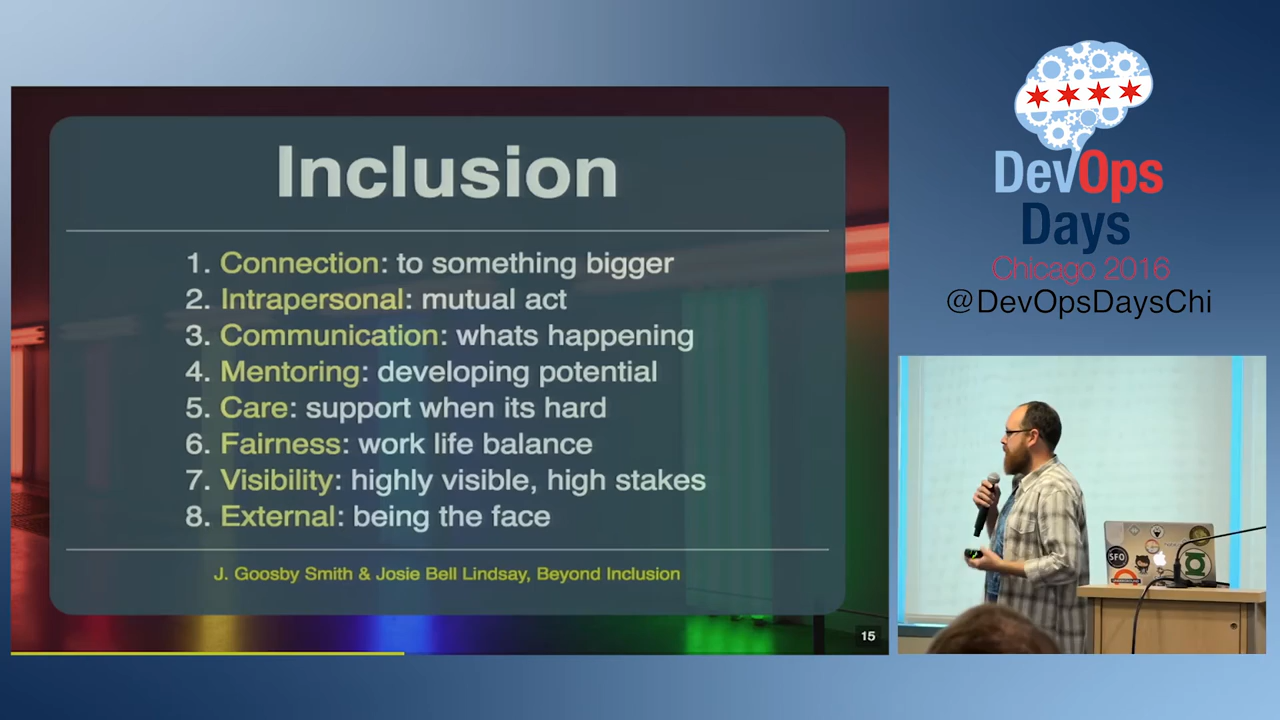 Inclusion
1. Connection: to something bigger
2. Intrapersonal: mutual act
3. Communication: whats happening
4. Mentoring: developing potential
5. Care: support when its hard
6. Fairness: work life balance
7. Visibility: highly visible, high stakes
8. External: being the face
J. Goosby Smith & Josie Bell Lindsay, Beyond Inclusion
15
DevOps
Days
Chicago 2016
@DevOpsDaysChi
SFO